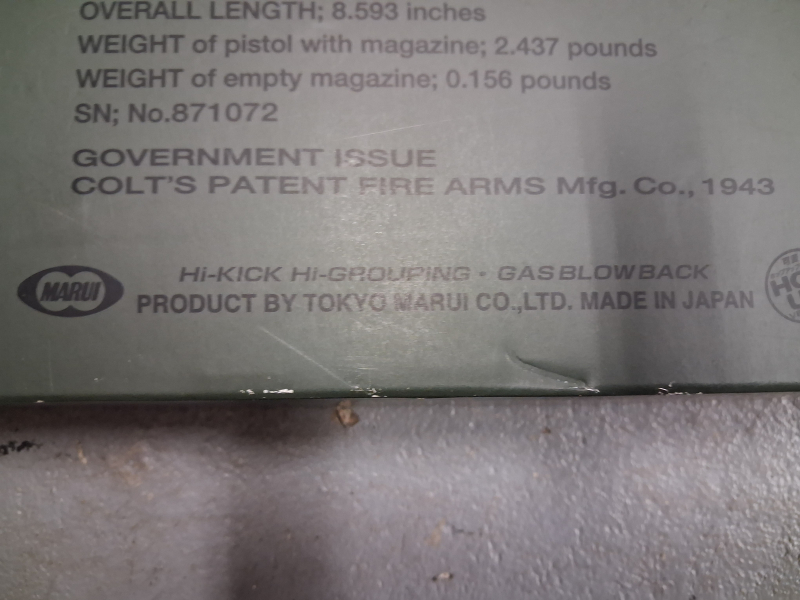 OVERALL LENGTH; 8.593 inches
WEIGHT of pistol with magazine; 2.437 pounds
WEIGHT of empty magazine; 0.156 pounds
SN; No.871072
GOVERNMENT ISSUE
COLT'S PATENT FIRE ARMS Mfg. Co., 1943
Hi-KICK Hi-GROUPING • GAS BLOWBACK
MARUI
PRODUCT BY TOKYO MARUI CO.,LTD. MADE IN JAPAN